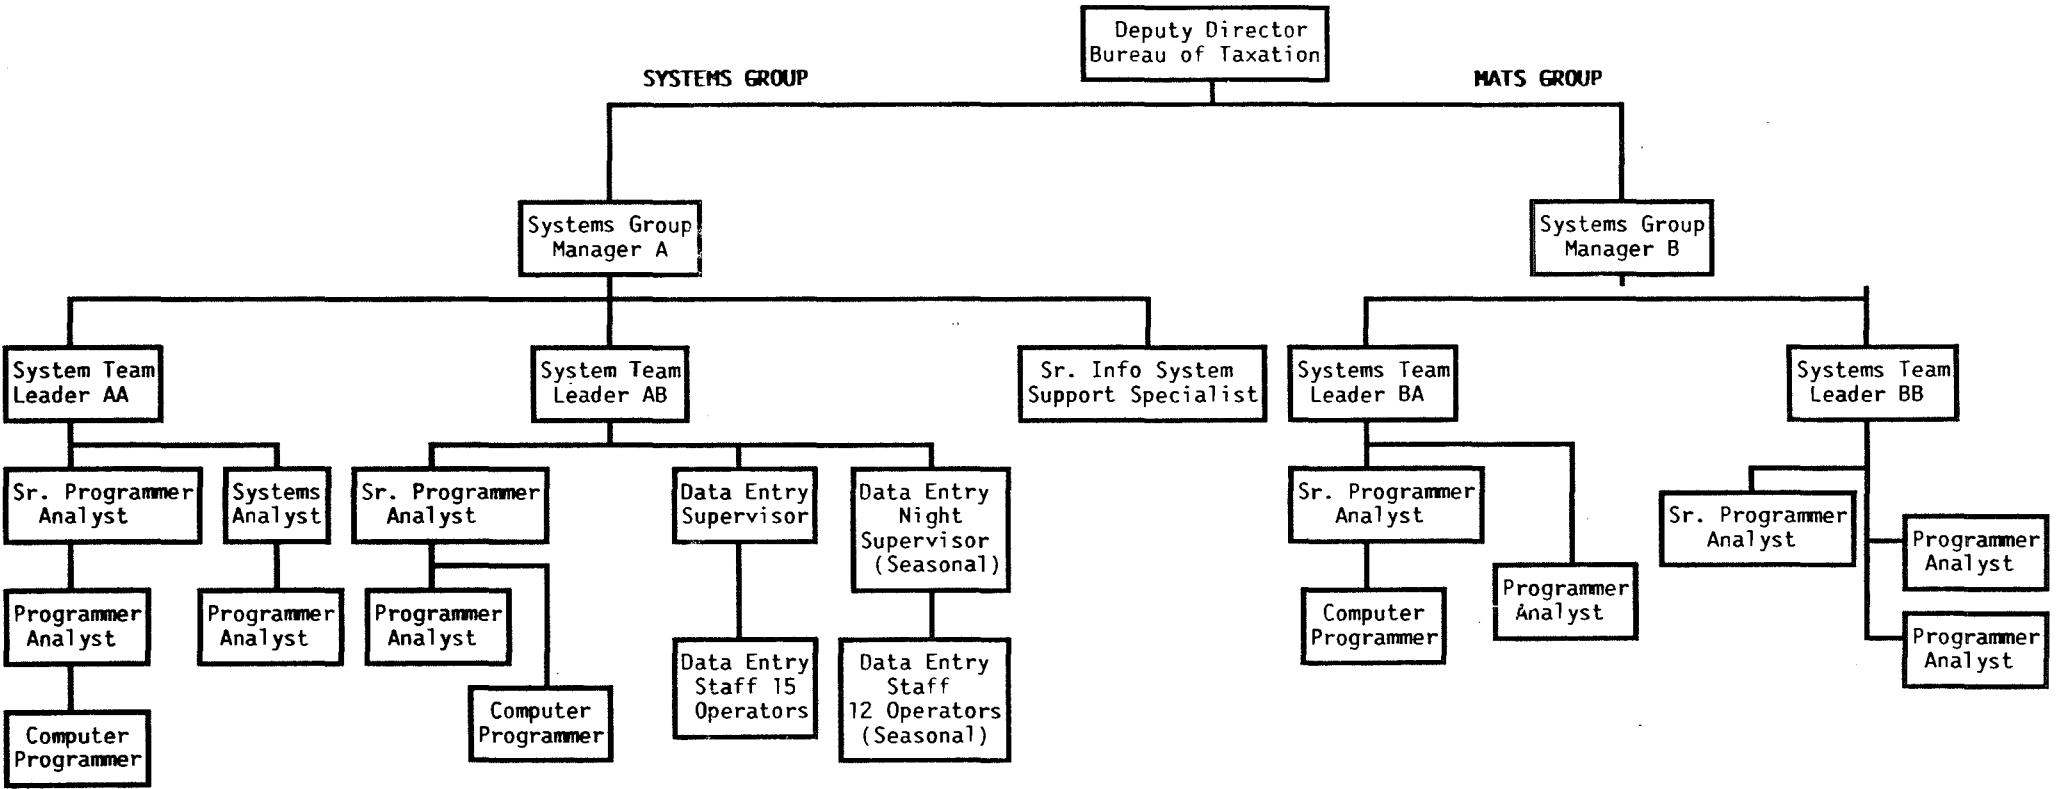 Deputy Director
Bureau of Taxation
SYSTEMS GROUP
MATS GROUP
Systems Group
Manager A
Systems Group
Manager B
System Team
Leader AA
System Team
Leader AB
Sr. Info System
Support Specialist
Systems Team
Leader BA
Systems Team
Leader BB
Sr. Programmer
Analyst
Systems
Analyst
Sr. Programmer
Analyst
Data Entry
Supervisor
Data Entry
Night
Supervisor
(Seasonal)
Sr. Programmer
Analyst
Sr. Programmer
Analyst
Programmer
Analyst
Programmer
Analyst
Programmer
Analyst
Programmer
Analyst
Programmer
Analyst
Computer
Programmer
Programmer
Analyst
Data Entry
Staff 15
Operators
Data Entry
Staff
12 Operators
(Seasonal)
Computer
Programmer
Computer
Programmer